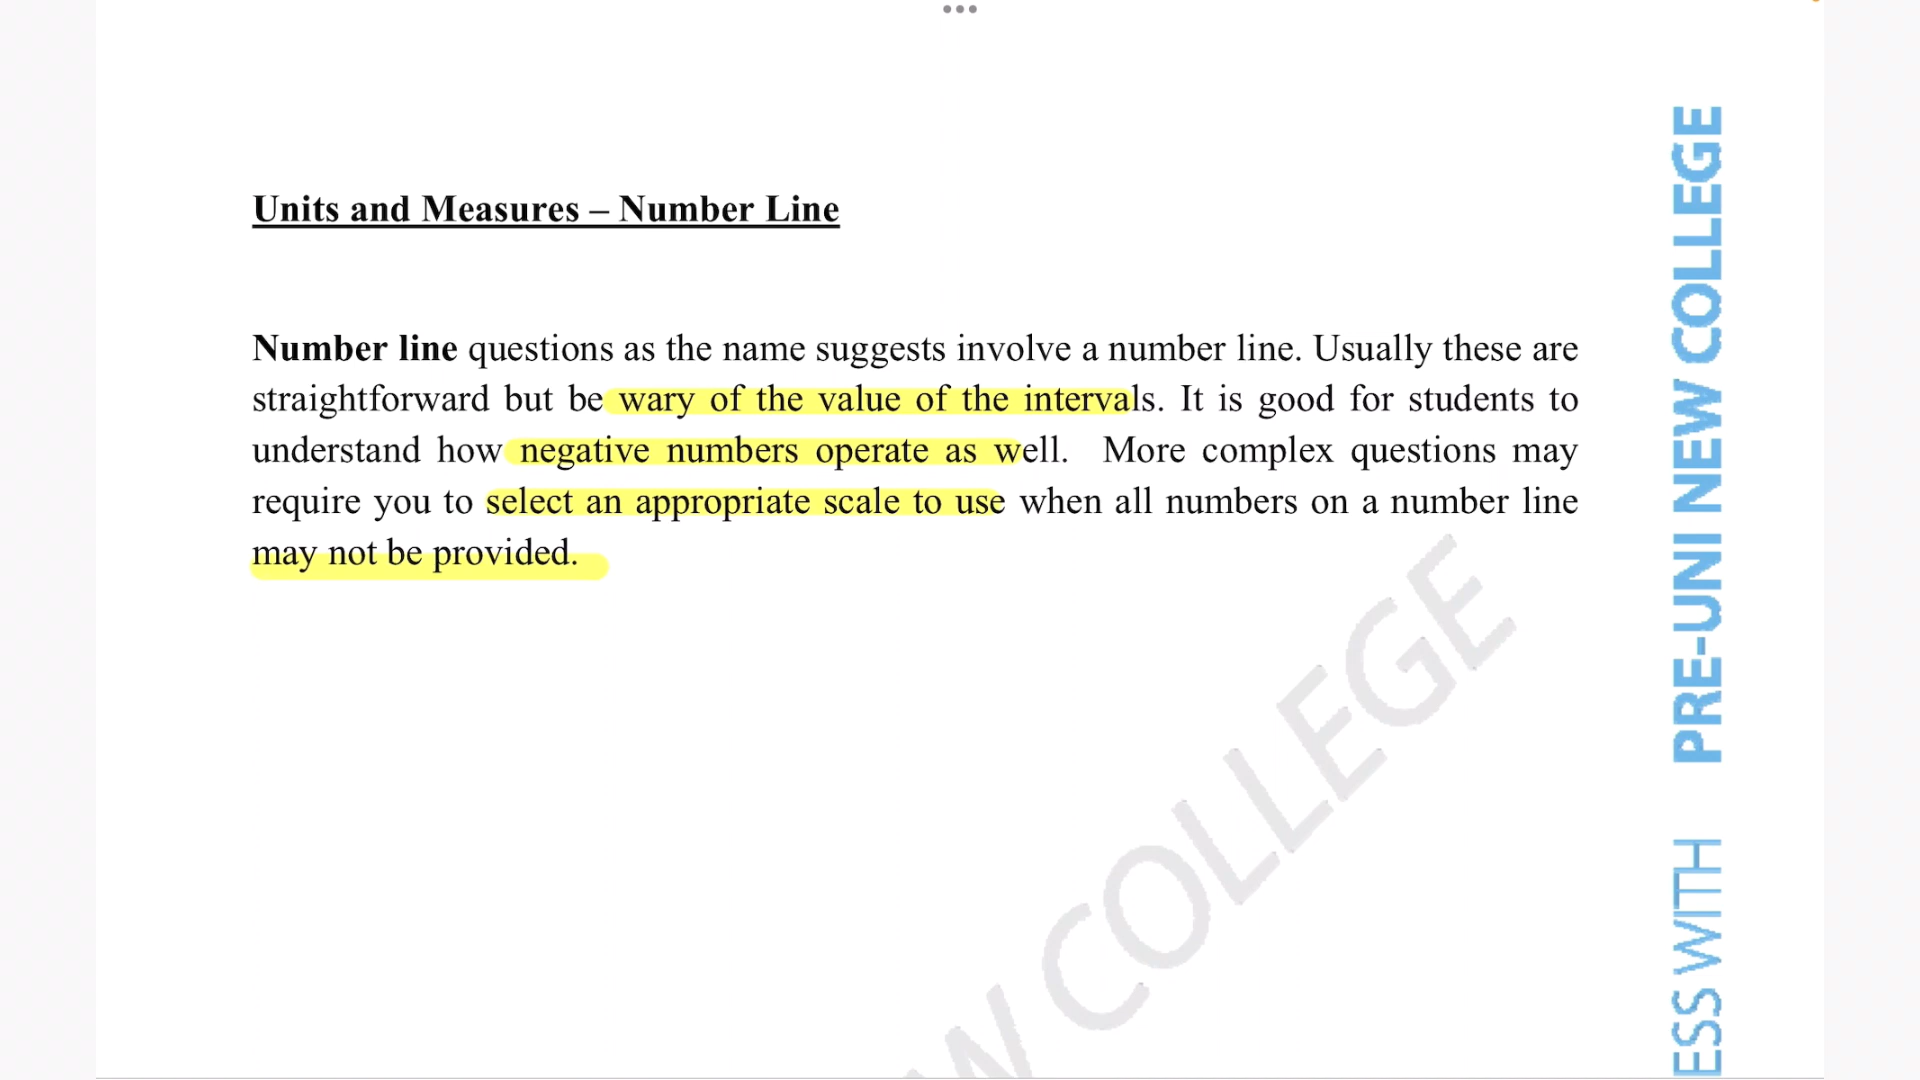 Units and Measures – Number Line
Number line questions as the name suggests involve a number line. Usually these are
straightforward but be wary of the value of the intervals. It is good for students to
understand how negative numbers operate as well. More complex questions may
require you to select an appropriate scale to use when all numbers on a number line
may not be provided.
PRE-UNI NEW COLLEGE
ESS WITH
W COLLEGE